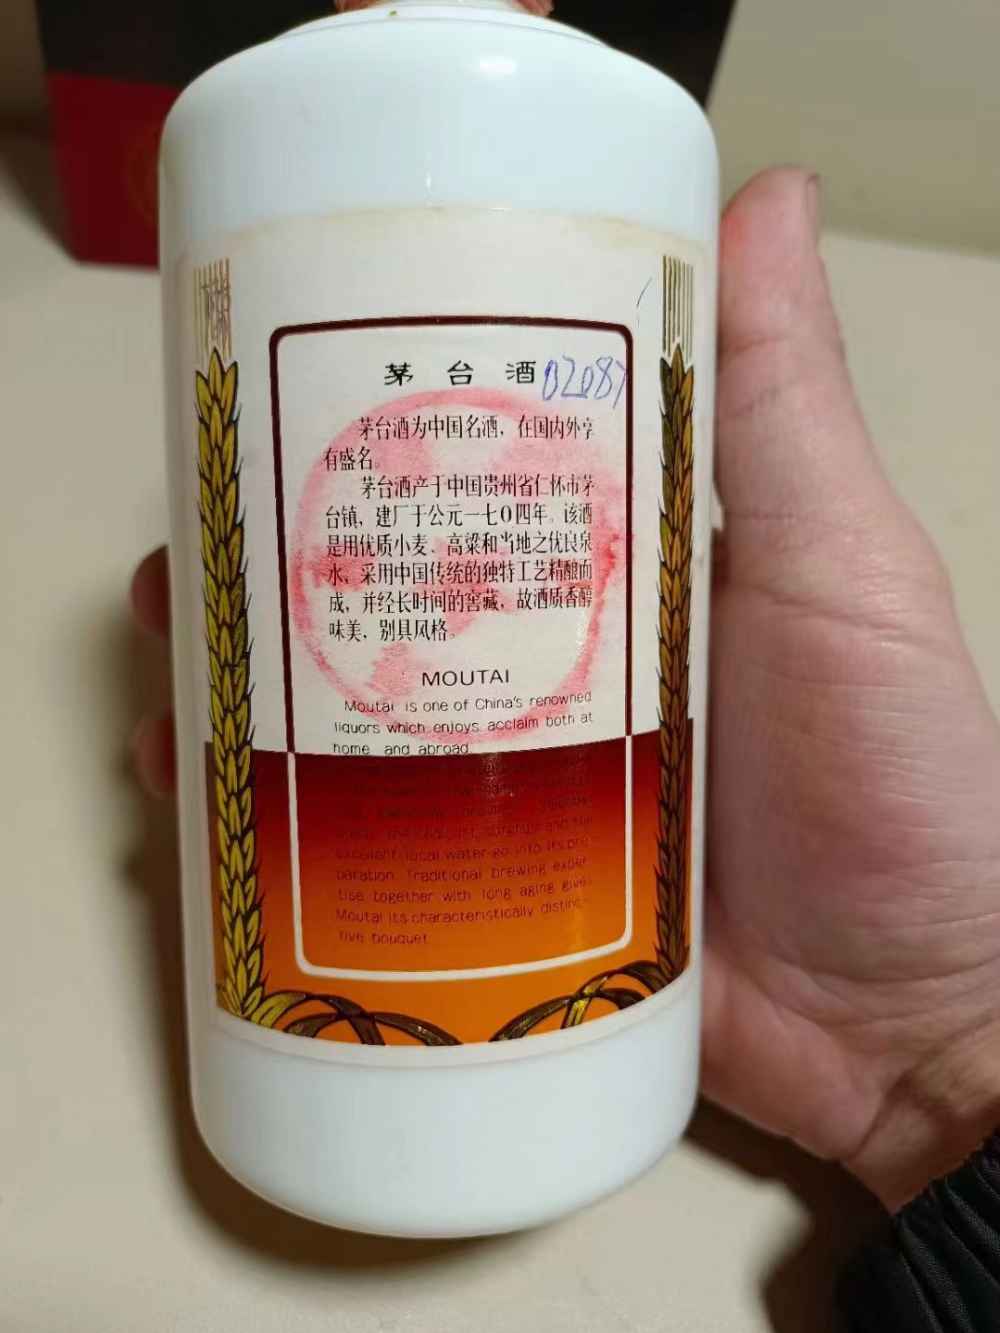 茅台酒
02087
茅台酒为中国名酒，在国内外享
有盛名。
茅台酒产于中国贵州省仁怀市茅
台镇，建厂于公元一七0四年。该酒
是用优质小麦、高粱和当地之优良泉
水，采用中国传统的独特工艺精酿而
成，并经长时间的窖藏，故酒质香醇
味美，别具风格。
MOUTAI
Moutai is one of China's renowned
liquors which enjoys acclaim both at
home and abroad.
excellent local water go into its pre-
paration. Traditional brewing exper-
tise together with long aging give
Moutai its characteristically distinc-
tive bouquet.